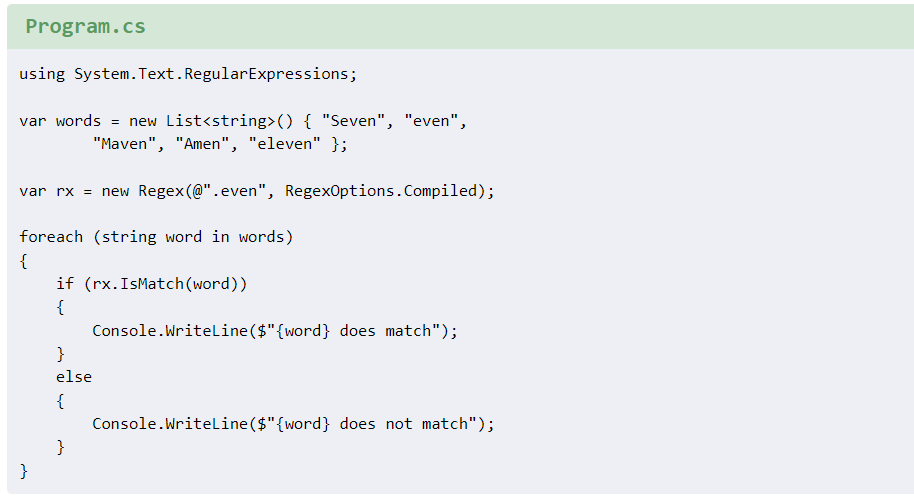 Program.cs
using System.Text.RegularExpressions;
var words = new List<string>() { "Seven", "even",
        "Maven", "Amen", "eleven" };
var rx = new Regex(@".even", RegexOptions.Compiled);
foreach (string word in words)
{
    if (rx.IsMatch(word))
    {
        Console.WriteLine($"{word} does match");
    }
    else
    {
        Console.WriteLine($"{word} does not match");
    }
}